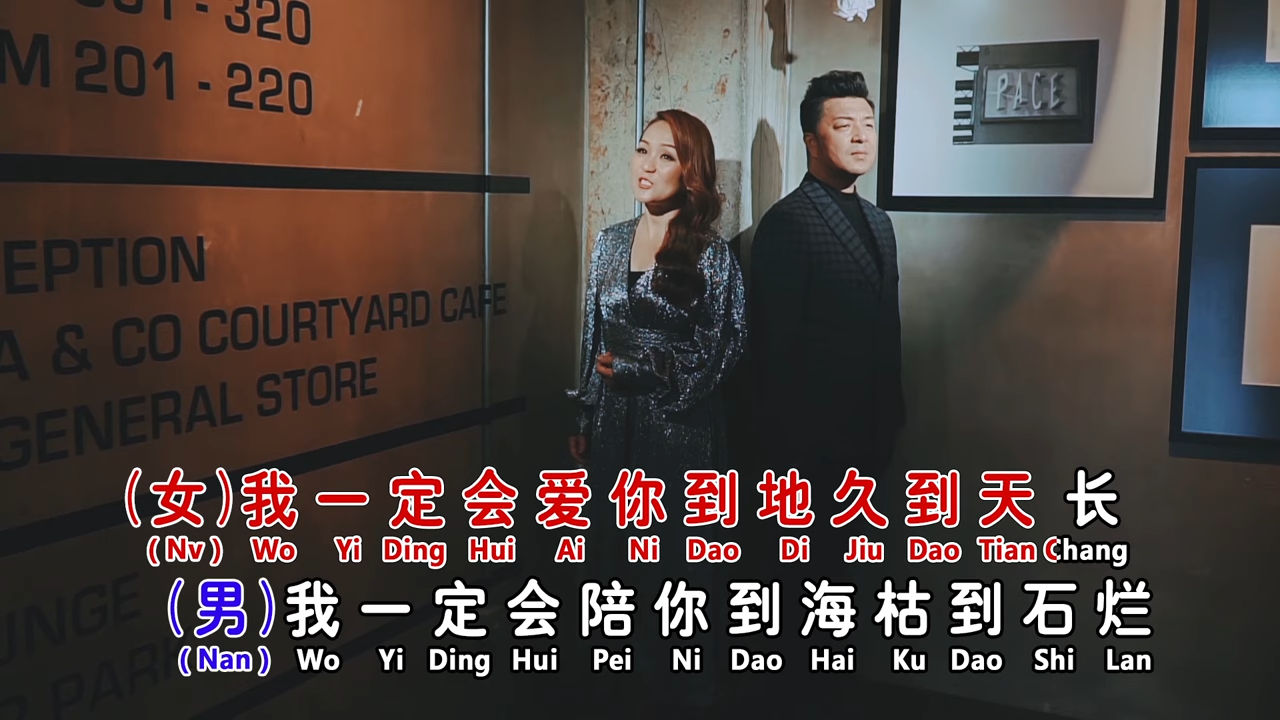 - 320
M 201 - 220
EPTION
A & CO COURTYARD CAFE
GENERAL STORE
PACE
(女)我一定会爱你到地久到天长
(Nv) Wo Yi Ding Hui Ai Ni Dao Di Jiu Dao Tian Chang
(男)我一定会陪你到海枯到石烂
(Nan) Wo Yi Ding Hui Pei Ni Dao Hai Ku Dao Shi Lan